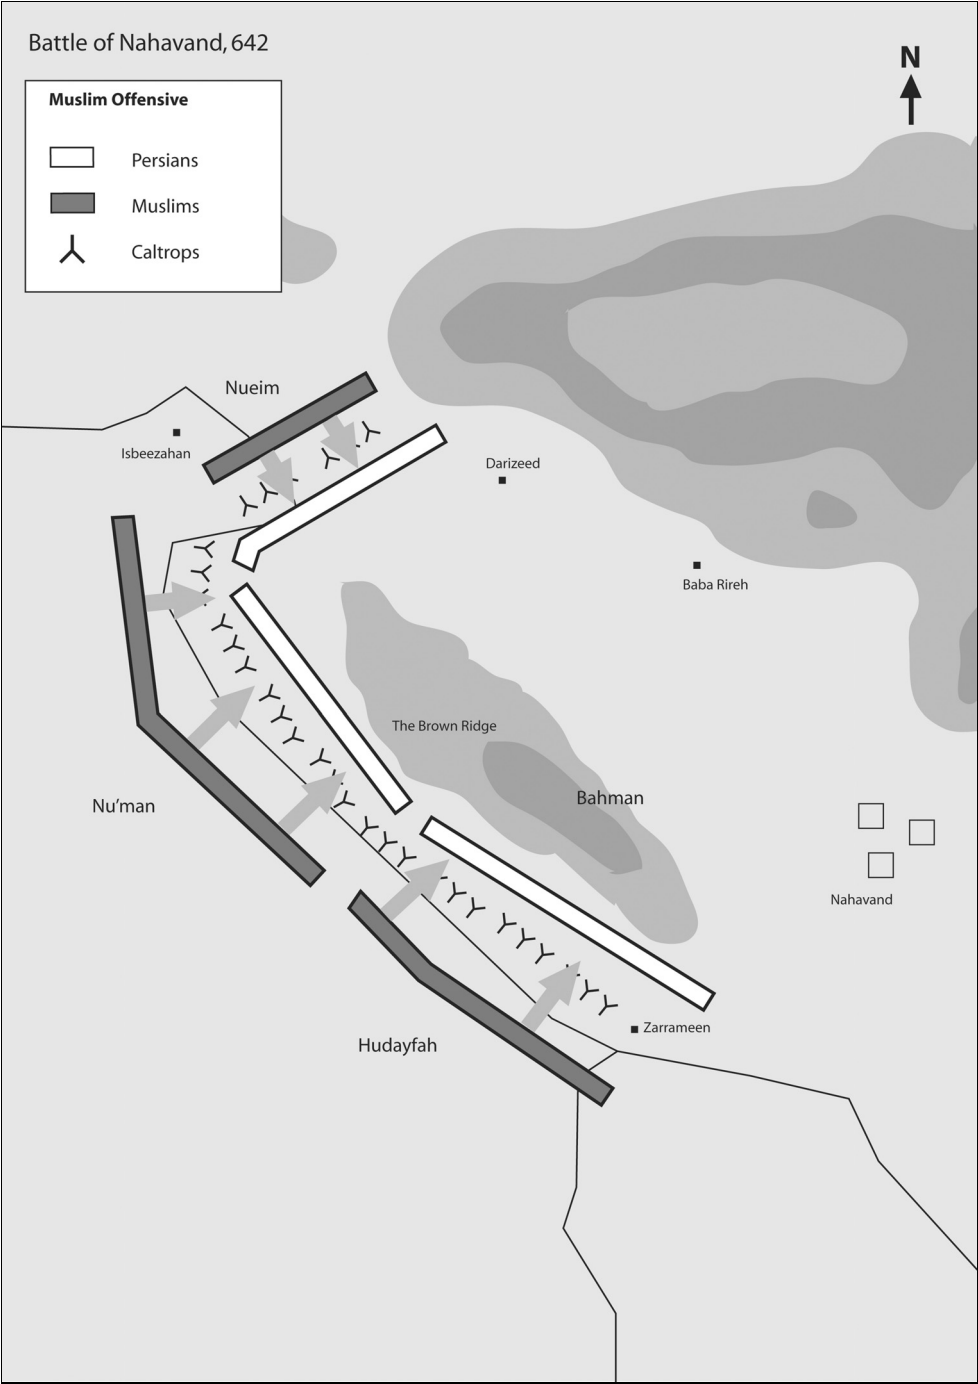 Battle of Nahavand, 642
N
Muslim Offensive
Persians
Muslims
Caltrops
Nueim
Isbeezahan
Darizeed
Baba Rireh
The Brown Ridge
Bahman
Nu’man
Nahavand
Zarrameen
Hudayfah